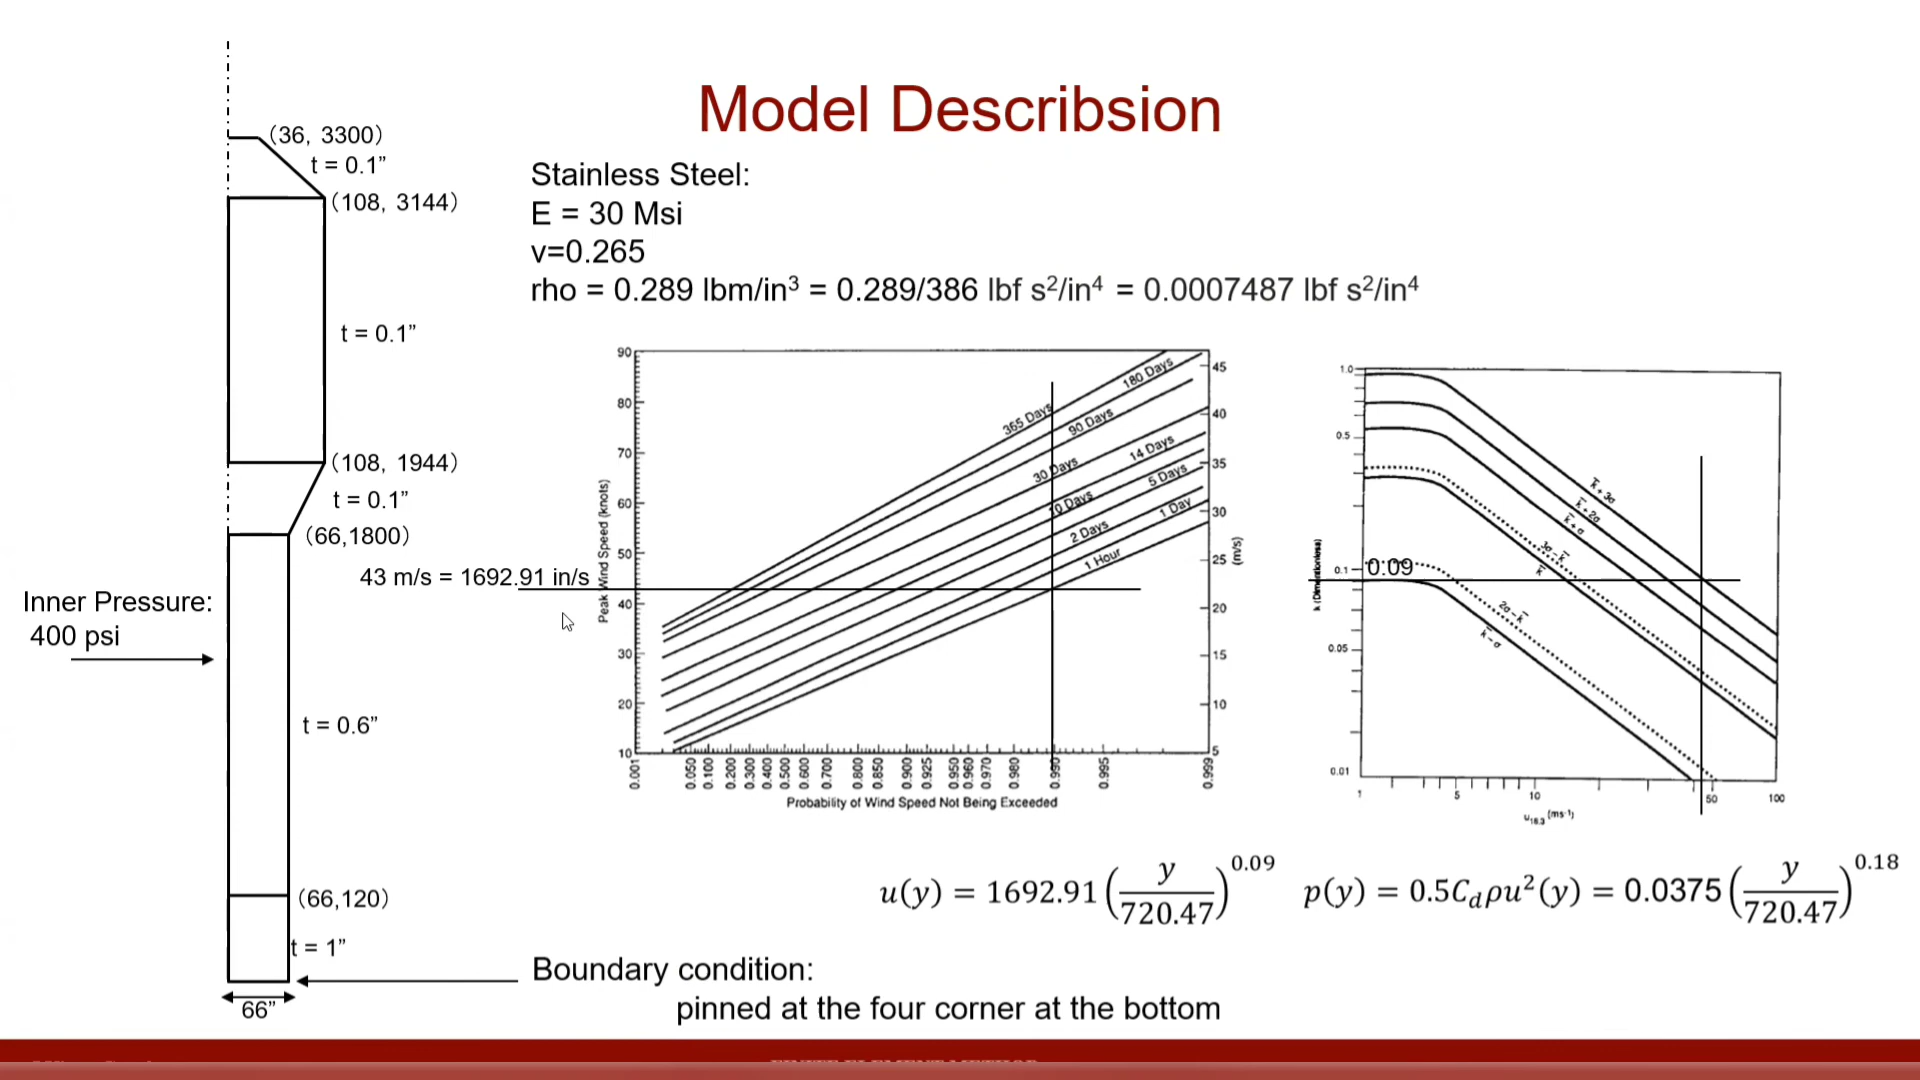 Model Describsion
(36, 3300)
t = 0.1”
(108, 3144)
t = 0.1”
(108, 1944)
t = 0.1”
(66,1800)
43 m/s = 1692.91 in/s
Inner Pressure:
400 psi
t = 0.6”
(66,120)
t = 1”
66”
Stainless Steel:
E = 30 Msi
v=0.265
rho = 0.289 lbm/in³ = 0.289/386 lbf s²/in⁴ = 0.0007487 lbf s²/in⁴
Peak Wind Speed (knots)
90
80
70
60
50
40
30
20
10
365 Days
180 Days
90 Days
30 Days
14 Days
10 Days
5 Days
2 Days
1 Day
1 Hour
45
40
35
30
25
20
15
10
5
(m/s)
0.001
0.050
0.100
0.200
0.300
0.400
0.500
0.600
0.700
0.800
0.850
0.900
0.925
0.950
0.960
0.970
0.980
0.990
0.995
0.999
Probability of Wind Speed Not Being Exceeded
k (Dimensionless)
1.0
0.5
0.1
0.09
0.05
0.01
k̄ + 3σ
k̄ + 2σ
k̄ + σ
3σ − k̄
k̄
2σ − k̄
k̄ − σ
1
5
10
50
100
u₁₈.₃ (ms⁻¹)
u(y) = 1692.91 (y/720.47)^0.09
p(y) = 0.5C_dρu²(y) = 0.0375 (y/720.47)^0.18
Boundary condition:
pinned at the four corner at the bottom